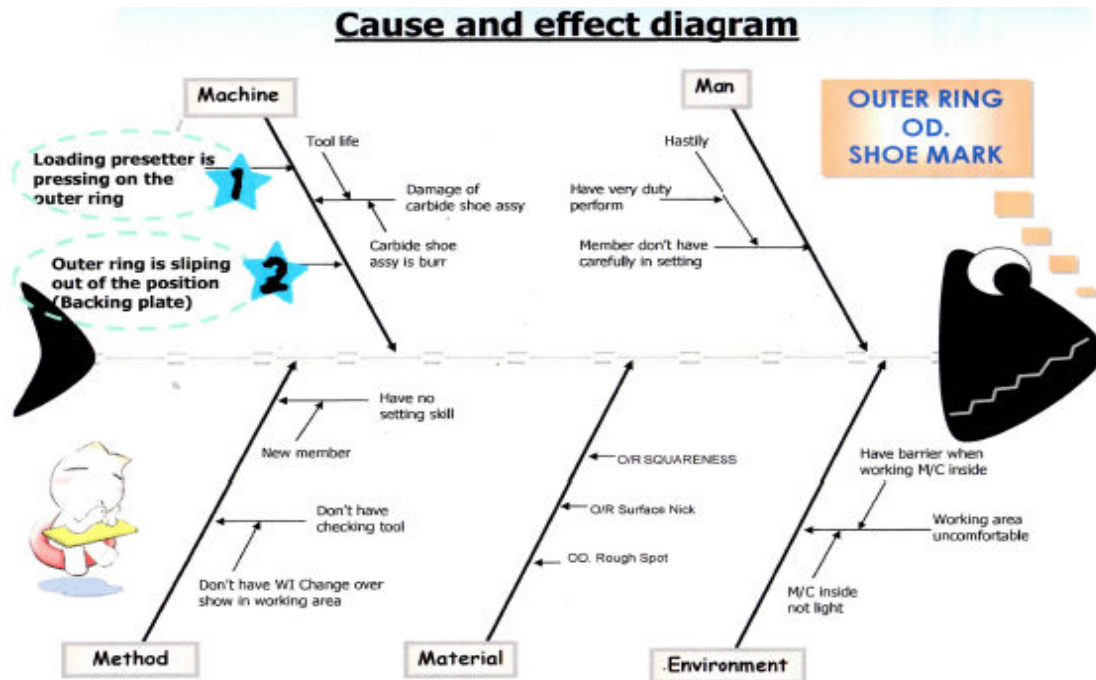 Cause and effect diagram
Machine
Man
OUTER RING
OD.
SHOE MARK
Loading presetter is
pressing on the
outer ring
1
Tool life
Damage of
carbide shoe assy
Carbide shoe
assy is burr
Outer ring is sliping
out of the position
(Backing plate)
2
Hastily
Have very duty
perform
Member don't have
carefully in setting
Have no
setting skill
New member
Don't have
checking tool
Don't have WI Change over
show in working area
O/R SQUARENESS
O/R Surface Nick
OD. Rough Spot
Have barrier when
working M/C inside
Working area
uncomfortable
M/C inside
not light
Method
Material
Environment